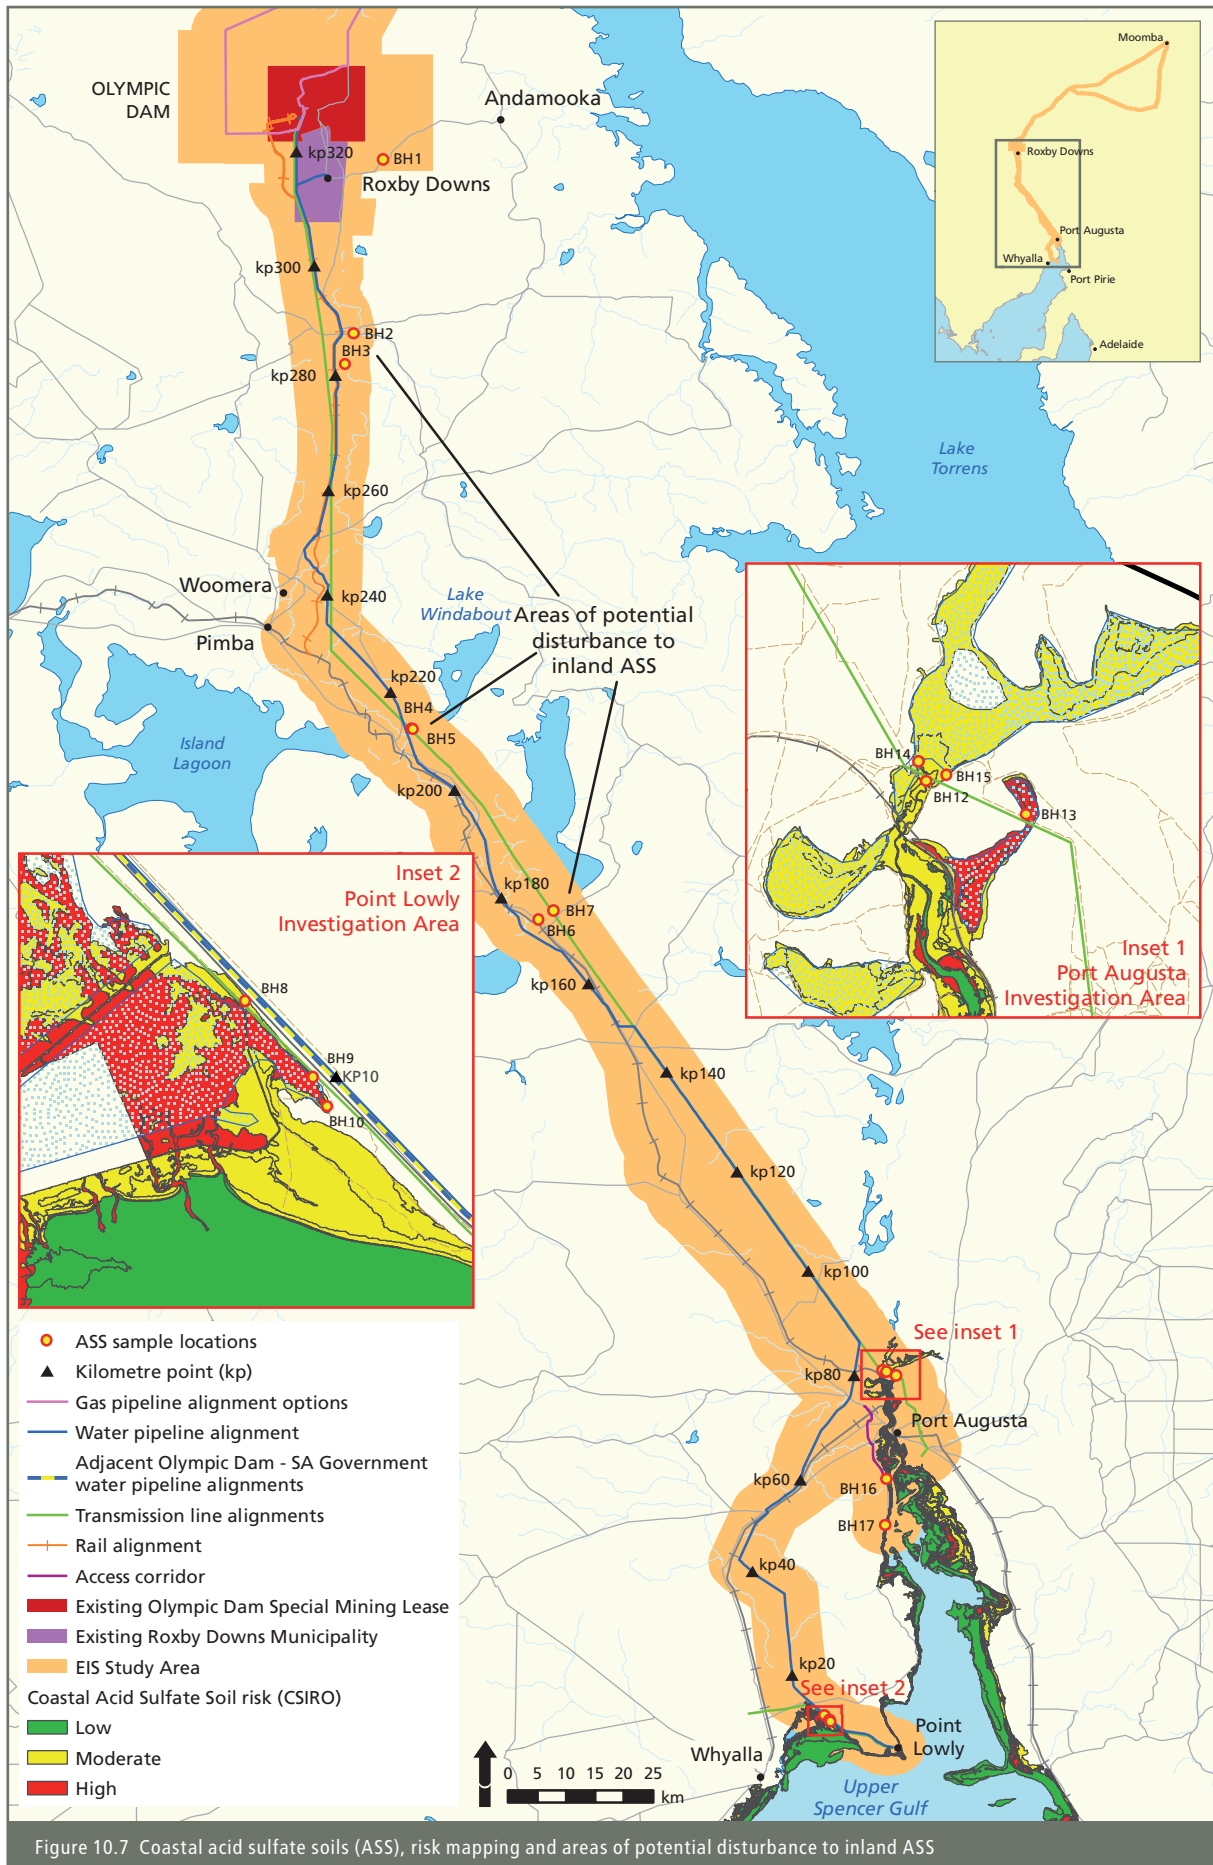 OLYMPIC
DAM
Andamooka
kp320
BH1
Roxby Downs
kp300
BH2
BH3
kp280
kp260
Woomera
kp240
Pimba
Lake
Windabout
Areas of potential
disturbance to
inland ASS
kp220
BH4
BH5
Island
Lagoon
kp200
kp180
BH7
BH6
kp160
kp140
kp120
kp100
See inset 1
kp80
Port Augusta
kp60
BH16
BH17
kp40
kp20
See inset 2
Point
Lowly
Whyalla
Upper
Spencer Gulf
Lake
Torrens
Moomba
Roxby Downs
Port Augusta
Whyalla
Port Pirie
Adelaide
BH14
BH15
BH12
BH13
Inset 1
Port Augusta
Investigation Area
Inset 2
Point Lowly
Investigation Area
BH8
BH9
KP10
BH10
ASS sample locations
Kilometre point (kp)
Gas pipeline alignment options
Water pipeline alignment
Adjacent Olympic Dam - SA Government
water pipeline alignments
Transmission line alignments
Rail alignment
Access corridor
Existing Olympic Dam Special Mining Lease
Existing Roxby Downs Municipality
EIS Study Area
Coastal Acid Sulfate Soil risk (CSIRO)
Low
Moderate
High
0 5 10 15 20 25
km
Figure 10.7 Coastal acid sulfate soils (ASS), risk mapping and areas of potential disturbance to inland ASS